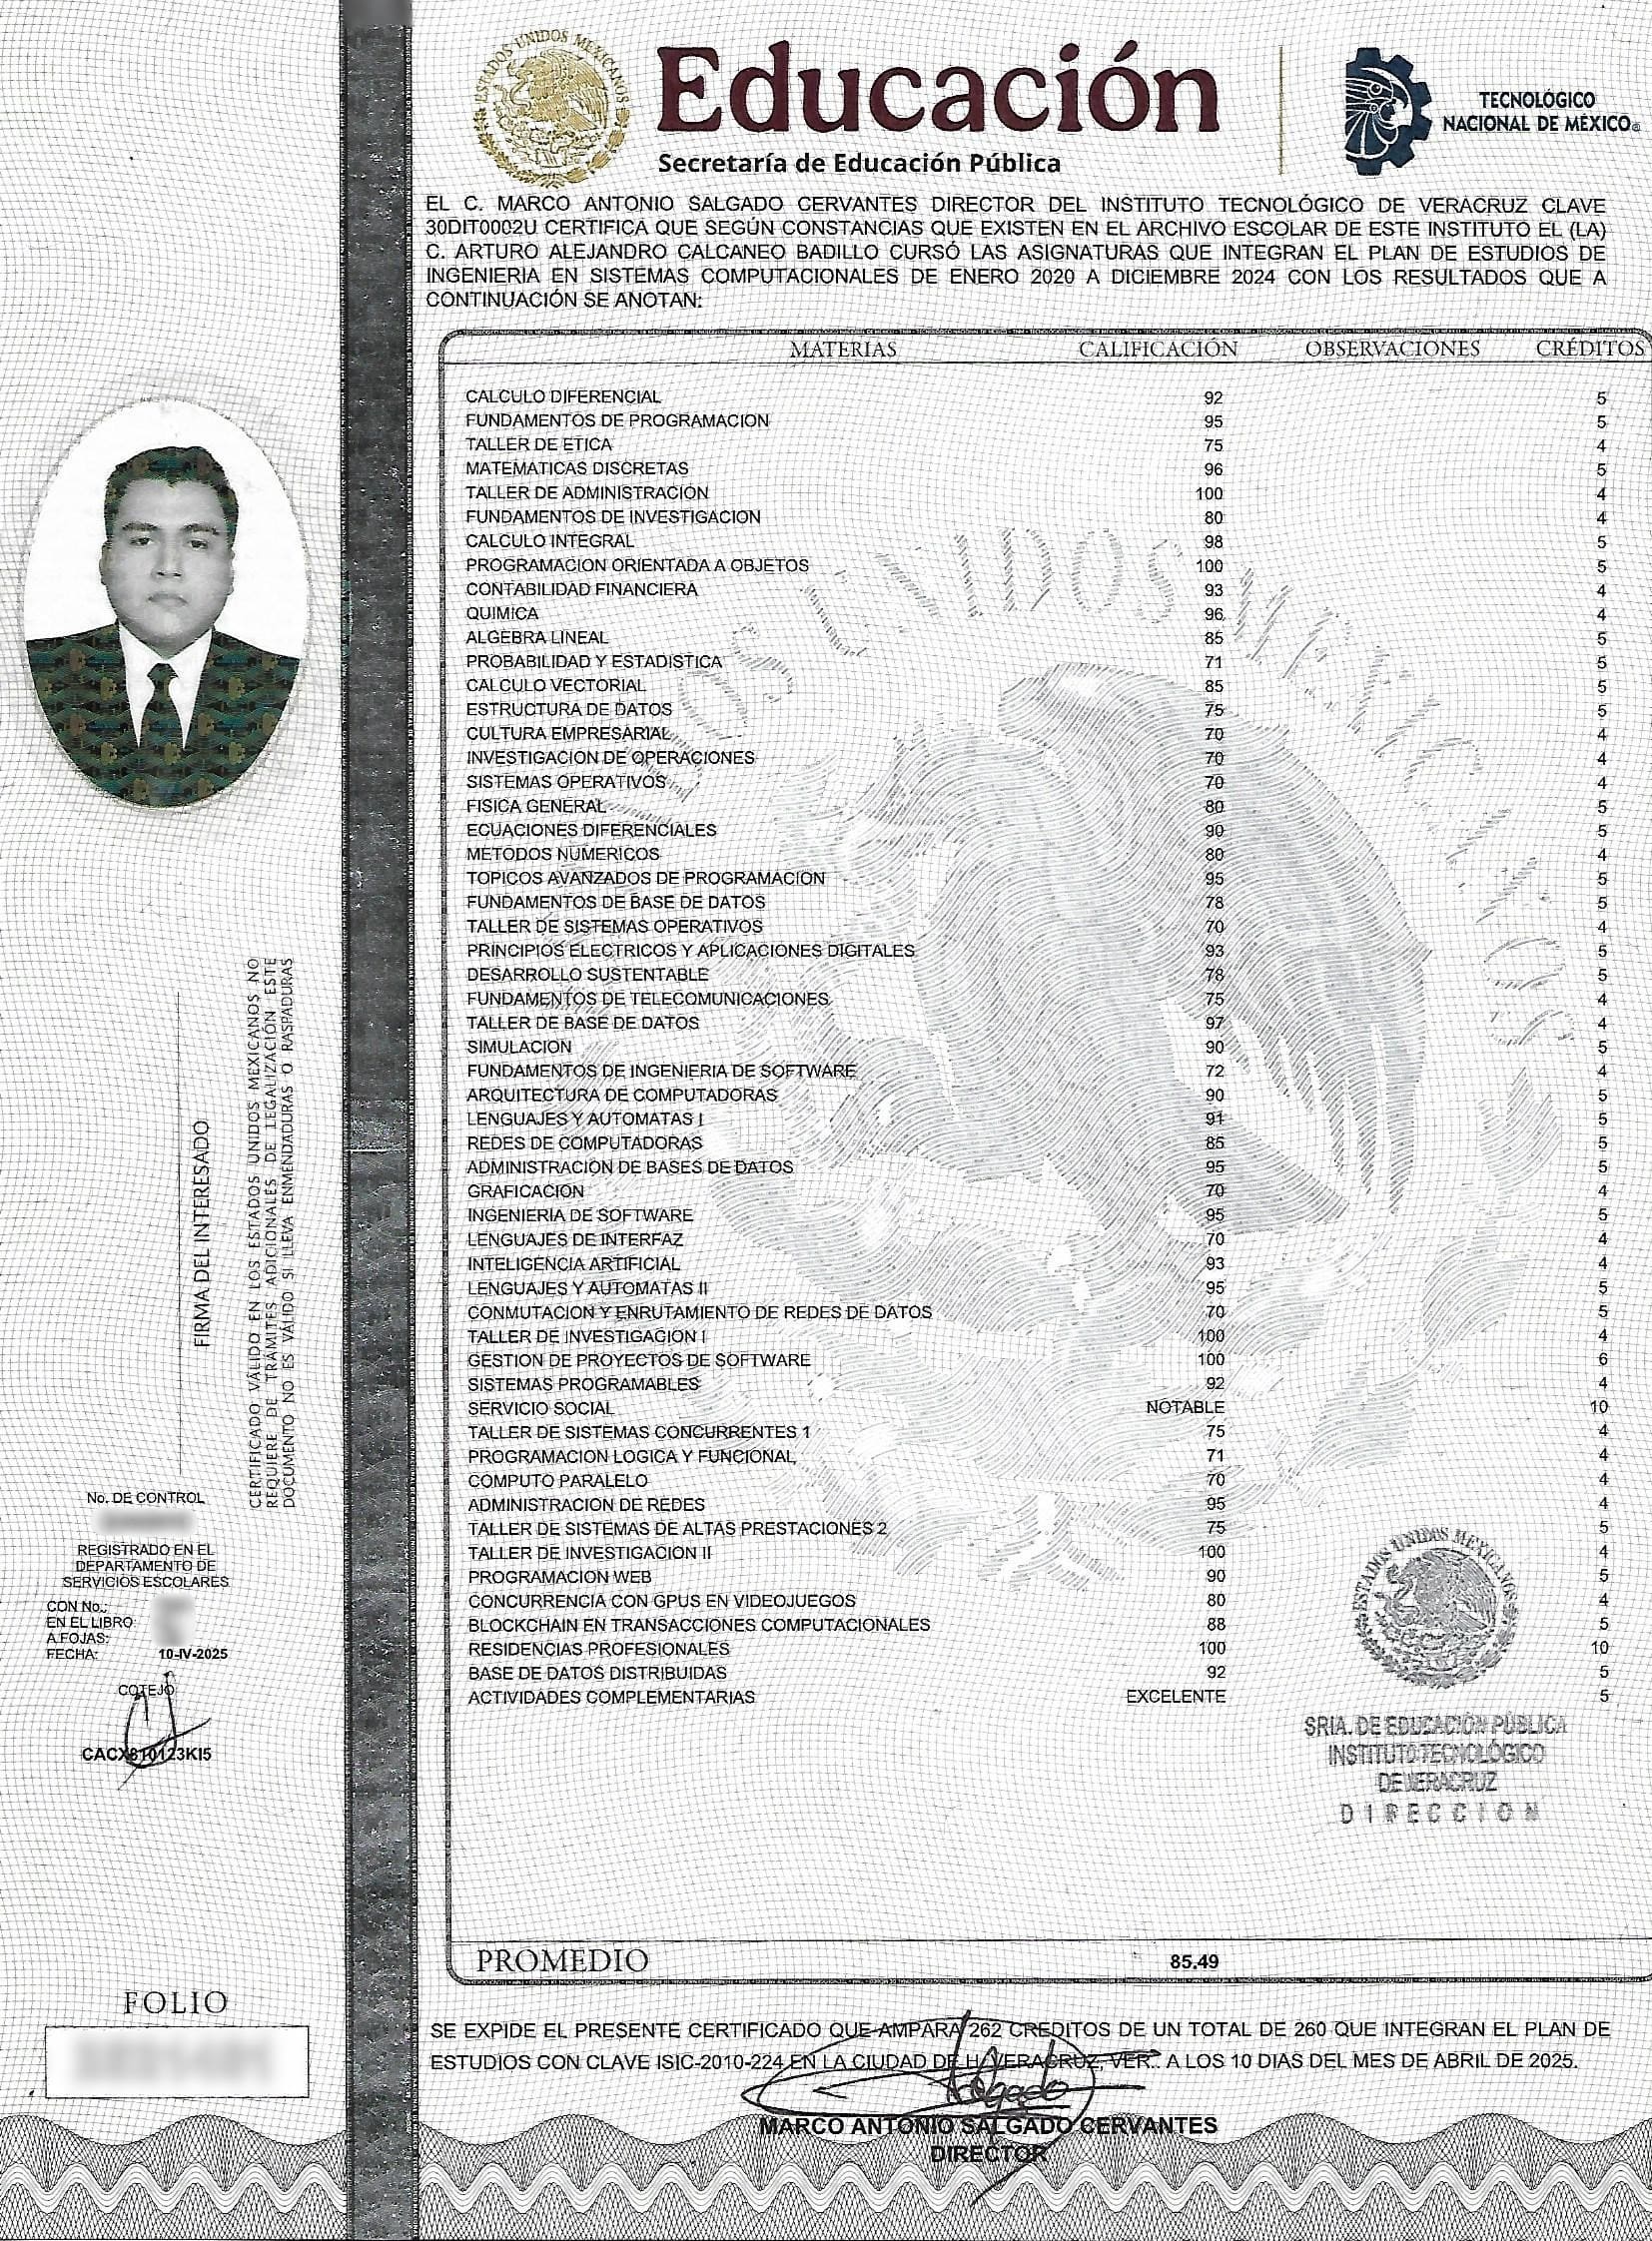 ESTADOS UNIDOS MEXICANOS
Educación
Secretaría de Educación Pública
TECNOLÓGICO
NACIONAL DE MÉXICO®
EL C. MARCO ANTONIO SALGADO CERVANTES DIRECTOR DEL INSTITUTO TECNOLÓGICO DE VERACRUZ CLAVE
30DIT0002U CERTIFICA QUE SEGÚN CONSTANCIAS QUE EXISTEN EN EL ARCHIVO ESCOLAR DE ESTE INSTITUTO EL (LA)
C. ARTURO ALEJANDRO CALCANEO BADILLO CURSÓ LAS ASIGNATURAS QUE INTEGRAN EL PLAN DE ESTUDIOS DE
INGENIERIA EN SISTEMAS COMPUTACIONALES DE ENERO 2020 A DICIEMBRE 2024 CON LOS RESULTADOS QUE A
CONTINUACIÓN SE ANOTAN:
MATERIAS CALIFICACIÓN OBSERVACIONES CRÉDITOS
CALCULO DIFERENCIAL 92 5
FUNDAMENTOS DE PROGRAMACION 95 5
TALLER DE ETICA 75 4
MATEMATICAS DISCRETAS 96 5
TALLER DE ADMINISTRACION 100 4
FUNDAMENTOS DE INVESTIGACION 80 4
CALCULO INTEGRAL 98 5
PROGRAMACION ORIENTADA A OBJETOS 100 5
CONTABILIDAD FINANCIERA 93 4
QUIMICA 96 4
ALGEBRA LINEAL 85 5
PROBABILIDAD Y ESTADISTICA 71 5
CALCULO VECTORIAL 85 5
ESTRUCTURA DE DATOS 75 5
CULTURA EMPRESARIAL 70 4
INVESTIGACION DE OPERACIONES 70 4
SISTEMAS OPERATIVOS 70 4
FISICA GENERAL 80 5
ECUACIONES DIFERENCIALES 90 5
METODOS NUMERICOS 80 4
TOPICOS AVANZADOS DE PROGRAMACION 95 5
FUNDAMENTOS DE BASE DE DATOS 78 5
TALLER DE SISTEMAS OPERATIVOS 70 4
PRINCIPIOS ELECTRICOS Y APLICACIONES DIGITALES 93 5
DESARROLLO SUSTENTABLE 78 5
FUNDAMENTOS DE TELECOMUNICACIONES 75 4
TALLER DE BASE DE DATOS 97 4
SIMULACION 90 5
FUNDAMENTOS DE INGENIERIA DE SOFTWARE 72 4
ARQUITECTURA DE COMPUTADORAS 90 5
LENGUAJES Y AUTOMATAS I 91 5
REDES DE COMPUTADORAS 85 5
ADMINISTRACION DE BASES DE DATOS 95 5
GRAFICACION 70 4
INGENIERIA DE SOFTWARE 95 5
LENGUAJES DE INTERFAZ 70 4
INTELIGENCIA ARTIFICIAL 93 4
LENGUAJES Y AUTOMATAS II 95 5
CONMUTACION Y ENRUTAMIENTO DE REDES DE DATOS 70 5
TALLER DE INVESTIGACION I 100 4
GESTION DE PROYECTOS DE SOFTWARE 100 6
SISTEMAS PROGRAMABLES 92 4
SERVICIO SOCIAL NOTABLE 10
TALLER DE SISTEMAS CONCURRENTES 1 75 4
PROGRAMACION LOGICA Y FUNCIONAL 71 4
COMPUTO PARALELO 70 4
ADMINISTRACION DE REDES 95 4
TALLER DE SISTEMAS DE ALTAS PRESTACIONES 2 75 5
TALLER DE INVESTIGACION II 100 4
PROGRAMACION WEB 90 5
CONCURRENCIA CON GPUS EN VIDEOJUEGOS 80 4
BLOCKCHAIN EN TRANSACCIONES COMPUTACIONALES 88 5
RESIDENCIAS PROFESIONALES 100 10
BASE DE DATOS DISTRIBUIDAS 92 5
ACTIVIDADES COMPLEMENTARIAS EXCELENTE 5
ESTADOS UNIDOS MEXICANOS
ESTADOS UNIDOS MEXICANOS
SRIA. DE EDUCACIÓN PÚBLICA
INSTITUTO TECNOLÓGICO
DE VERACRUZ
DIRECCION
PROMEDIO 85.49
SE EXPIDE EL PRESENTE CERTIFICADO QUE AMPARA 262 CREDITOS DE UN TOTAL DE 260 QUE INTEGRAN EL PLAN DE
ESTUDIOS CON CLAVE ISIC-2010-224 EN LA CIUDAD DE H. VERACRUZ, VER.. A LOS 10 DIAS DEL MES DE ABRIL DE 2025.
MARCO ANTONIO SALGADO CERVANTES
DIRECTOR
FIRMA DEL INTERESADO
CERTIFICADO VÁLIDO EN LOS ESTADOS UNIDOS MEXICANOS NO
REQUIERE DE TRÁMITES ADICIONALES DE LEGALIZACIÓN ESTE
DOCUMENTO NO ES VÁLIDO SI LLEVA ENMENDADURAS O RASPADURAS
No. DE CONTROL
REGISTRADO EN EL
DEPARTAMENTO DE
SERVICIOS ESCOLARES
CON No.:
EN EL LIBRO:
A FOJAS:
FECHA: 10-IV-2025
COTEJÓ
CACX810123KI5
FOLIO